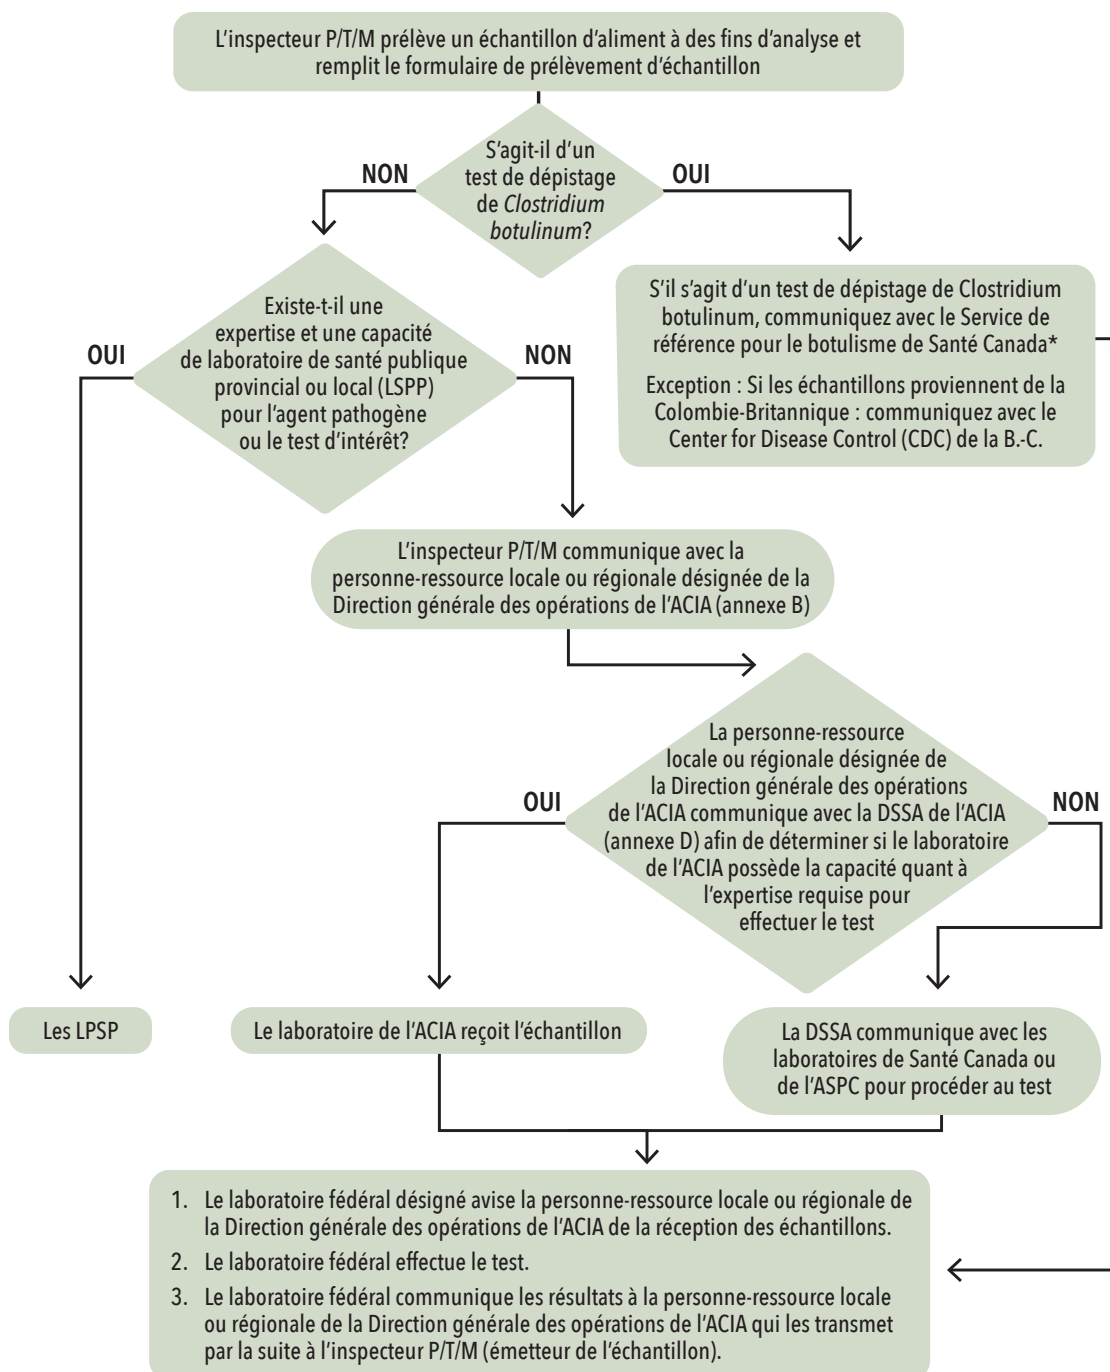 L'inspecteur P/T/M prélève un échantillon d'aliment à des fins d'analyse et
remplit le formulaire de prélèvement d'échantillon
S'agit-il d'un
test de dépistage
de Clostridium
botulinum?
NON
OUI
Existe-t-il une
expertise et une capacité
de laboratoire de santé publique
provincial ou local (LSPP)
pour l'agent pathogène
ou le test d'intérêt?
OUI
NON
S'il s'agit d'un test de dépistage de Clostridium
botulinum, communiquez avec le Service de
référence pour le botulisme de Santé Canada*
Exception : Si les échantillons proviennent de la
Colombie-Britannique : communiquez avec le
Center for Disease Control (CDC) de la B.-C.
L'inspecteur P/T/M communique avec la
personne-ressource locale ou régionale désignée de la
Direction générale des opérations de l'ACIA (annexe B)
La personne-ressource
locale ou régionale désignée de
la Direction générale des opérations
de l'ACIA communique avec la DSSA de l'ACIA
(annexe D) afin de déterminer si le laboratoire
de l'ACIA possède la capacité quant à
l'expertise requise pour
effectuer le test
OUI
NON
Les LPSP
Le laboratoire de l'ACIA reçoit l'échantillon
La DSSA communique avec les
laboratoires de Santé Canada ou
de l'ASPC pour procéder au test
1. Le laboratoire fédéral désigné avise la personne-ressource locale ou régionale de
la Direction générale des opérations de l'ACIA de la réception des échantillons.
2. Le laboratoire fédéral effectue le test.
3. Le laboratoire fédéral communique les résultats à la personne-ressource locale
ou régionale de la Direction générale des opérations de l'ACIA qui les transmet
par la suite à l'inspecteur P/T/M (émetteur de l'échantillon).